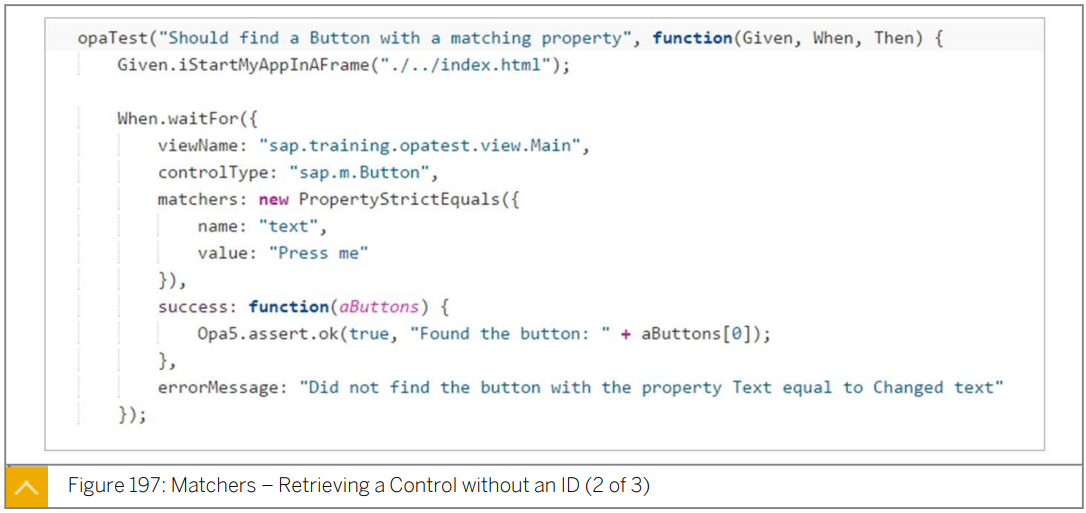 opaTest("Should find a Button with a matching property", function(Given, When, Then) {
    Given.iStartMyAppInAFrame("./../index.html");
    When.waitFor({
        viewName: "sap.training.opatest.view.Main",
        controlType: "sap.m.Button",
        matchers: new PropertyStrictEquals({
            name: "text",
            value: "Press me"
        }),
        success: function(aButtons) {
            Opa5.assert.ok(true, "Found the button: " + aButtons[0]);
        },
        errorMessage: "Did not find the button with the property Text equal to Changed text"
    });
Figure 197: Matchers – Retrieving a Control without an ID (2 of 3)